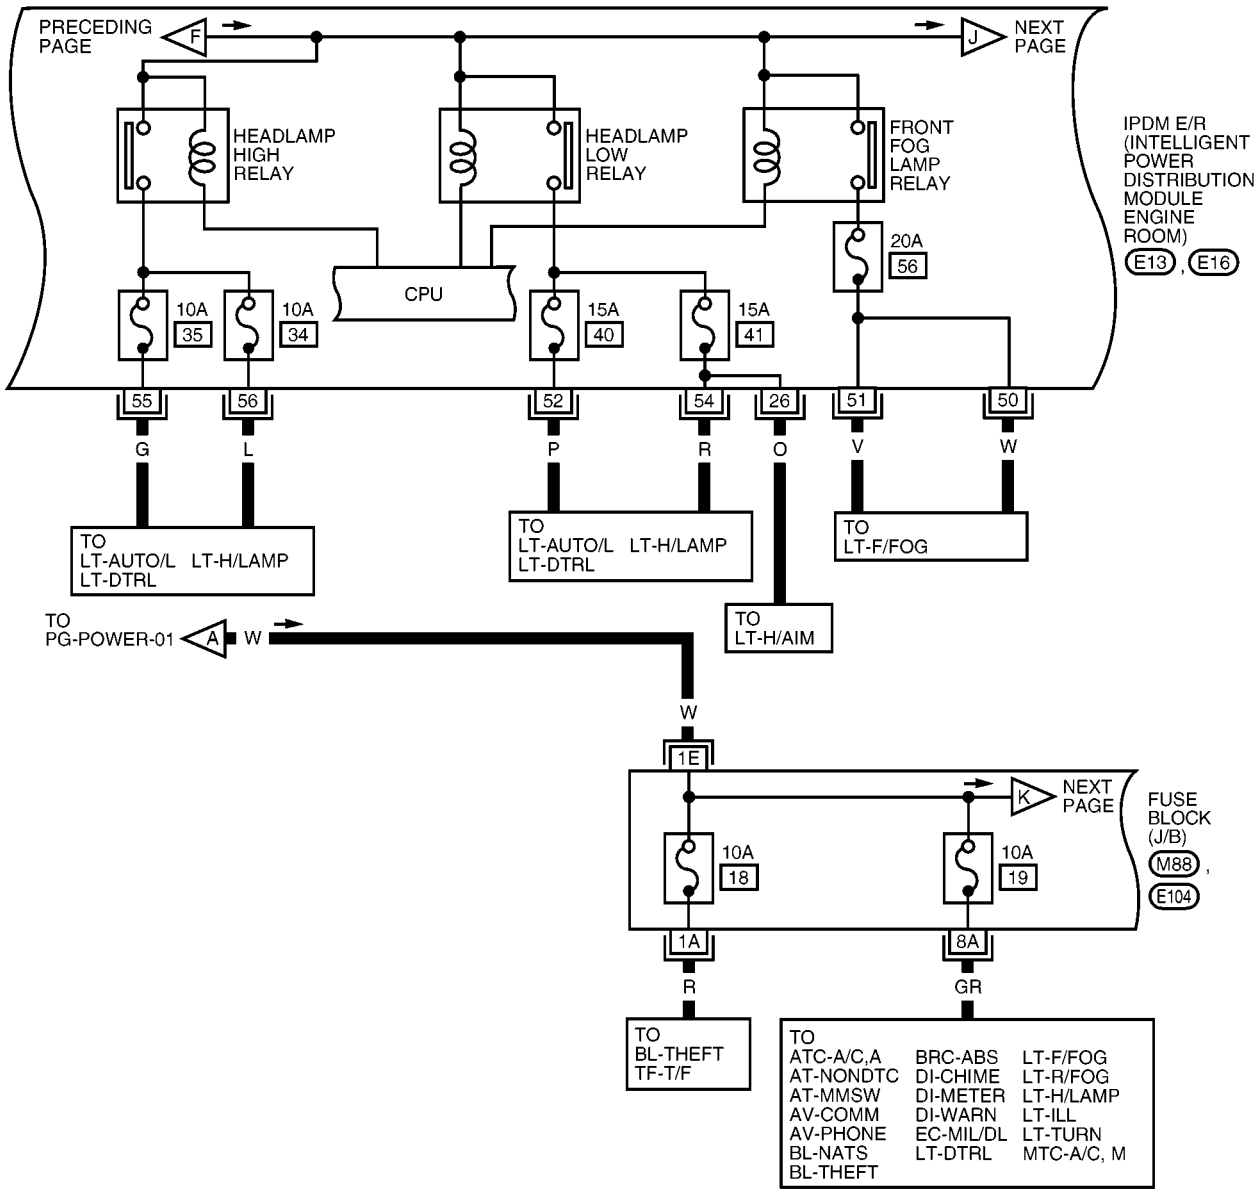 PRECEDING
PAGE
F
J
NEXT
PAGE
HEADLAMP
HIGH
RELAY
HEADLAMP
LOW
RELAY
FRONT
FOG
LAMP
RELAY
IPDM E/R
(INTELLIGENT
POWER
DISTRIBUTION
MODULE
ENGINE
ROOM)
E13 , E16
20A
56
CPU
10A
35
10A
34
15A
40
15A
41
55
56
52
54
26
51
50
G
L
P
R
O
V
W
TO
LT-AUTO/L LT-H/LAMP
LT-DTRL
TO
LT-AUTO/L LT-H/LAMP
LT-DTRL
TO
LT-F/FOG
TO
LT-H/AIM
TO
PG-POWER-01
A
W
W
1E
K
NEXT
PAGE
FUSE
BLOCK
(J/B)
M88 ,
E104
10A
18
10A
19
1A
8A
R
GR
TO
BL-THEFT
TF-T/F
TO
ATC-A/C,A BRC-ABS LT-F/FOG
AT-NONDTC DI-CHIME LT-R/FOG
AT-MMSW DI-METER LT-H/LAMP
AV-COMM DI-WARN LT-ILL
AV-PHONE EC-MIL/DL LT-TURN
BL-NATS LT-DTRL MTC-A/C, M
BL-THEFT